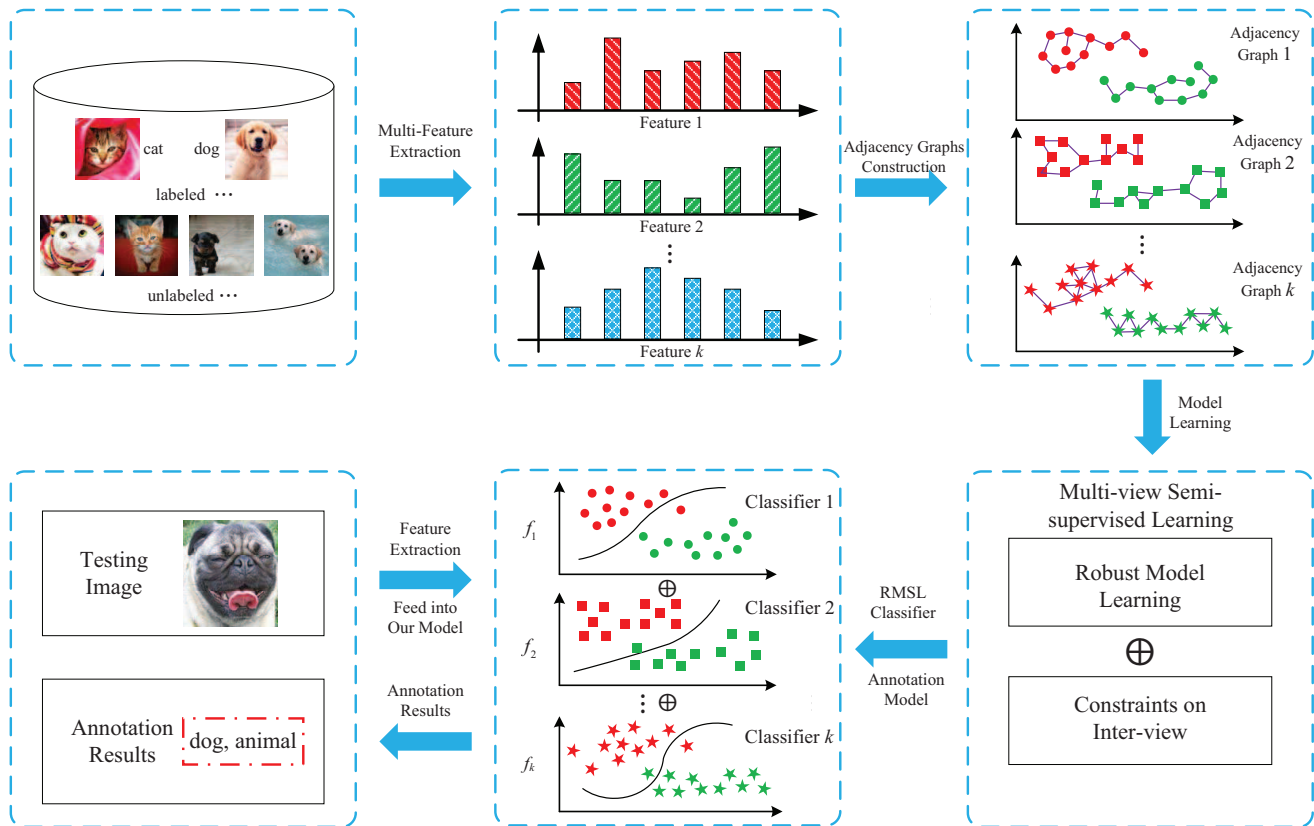 cat
dog
labeled ⋯
unlabeled ⋯
Multi-Feature
Extraction
Feature 1
Feature 2
⋮
Feature k
Adjacency Graphs
Construction
Adjacency
Graph 1
Adjacency
Graph 2
⋮
Adjacency
Graph k
Model
Learning
Multi-view Semi-
supervised Learning
Robust Model
Learning
⊕
Constraints on
Inter-view
RMSL
Classifier
Annotation
Model
Classifier 1
f1
⊕
Classifier 2
f2
⋮ ⊕
Classifier k
fk
Feature
Extraction
Feed into
Our Model
Annotation
Results
Testing
Image
Annotation
Results
dog, animal